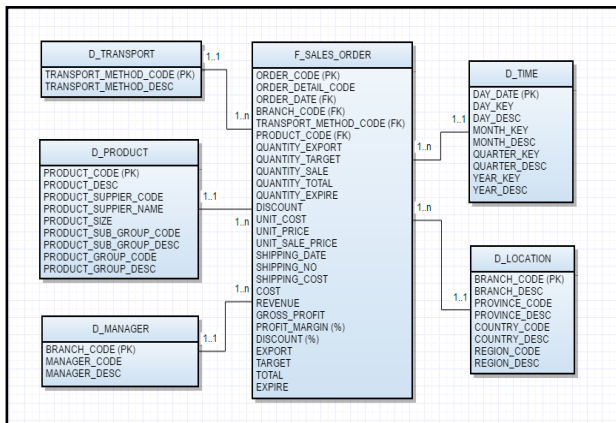 D_TRANSPORT
TRANSPORT_METHOD_CODE (PK)
TRANSPORT_METHOD_DESC
1..1
1..n
D_PRODUCT
PRODUCT_CODE (PK)
PRODUCT_DESC
PRODUCT_SUPPIER_CODE
PRODUCT_SUPPIER_NAME
PRODUCT_SIZE
PRODUCT_SUB_GROUP_CODE
PRODUCT_SUB_GROUP_DESC
PRODUCT_GROUP_CODE
PRODUCT_GROUP_DESC
1..1
1..n
D_MANAGER
BRANCH_CODE (PK)
MANAGER_CODE
MANAGER_DESC
1..1
1..n
F_SALES_ORDER
ORDER_CODE (PK)
ORDER_DETAIL_CODE
ORDER_DATE (FK)
BRANCH_CODE (FK)
TRANSPORT_METHOD_CODE (FK)
PRODUCT_CODE (FK)
QUANTITY_EXPORT
QUANTITY_TARGET
QUANTITY_SALE
QUANTITY_TOTAL
QUANTITY_EXPIRE
DISCOUNT
UNIT_COST
UNIT_PRICE
UNIT_SALE_PRICE
SHIPPING_DATE
SHIPPING_NO
SHIPPING_COST
COST
REVENUE
GROSS_PROFIT
PROFIT_MARGIN (%)
DISCOUNT (%)
EXPORT
TARGET
TOTAL
EXPIRE
D_TIME
DAY_DATE (PK)
DAY_KEY
DAY_DESC
MONTH_KEY
MONTH_DESC
QUARTER_KEY
QUARTER_DESC
YEAR_KEY
YEAR_DESC
1..1
1..n
D_LOCATION
BRANCH_CODE (PK)
BRANCH_DESC
PROVINCE_CODE
PROVINCE_DESC
COUNTRY_CODE
COUNTRY_DESC
REGION_CODE
REGION_DESC
1..n
1..1